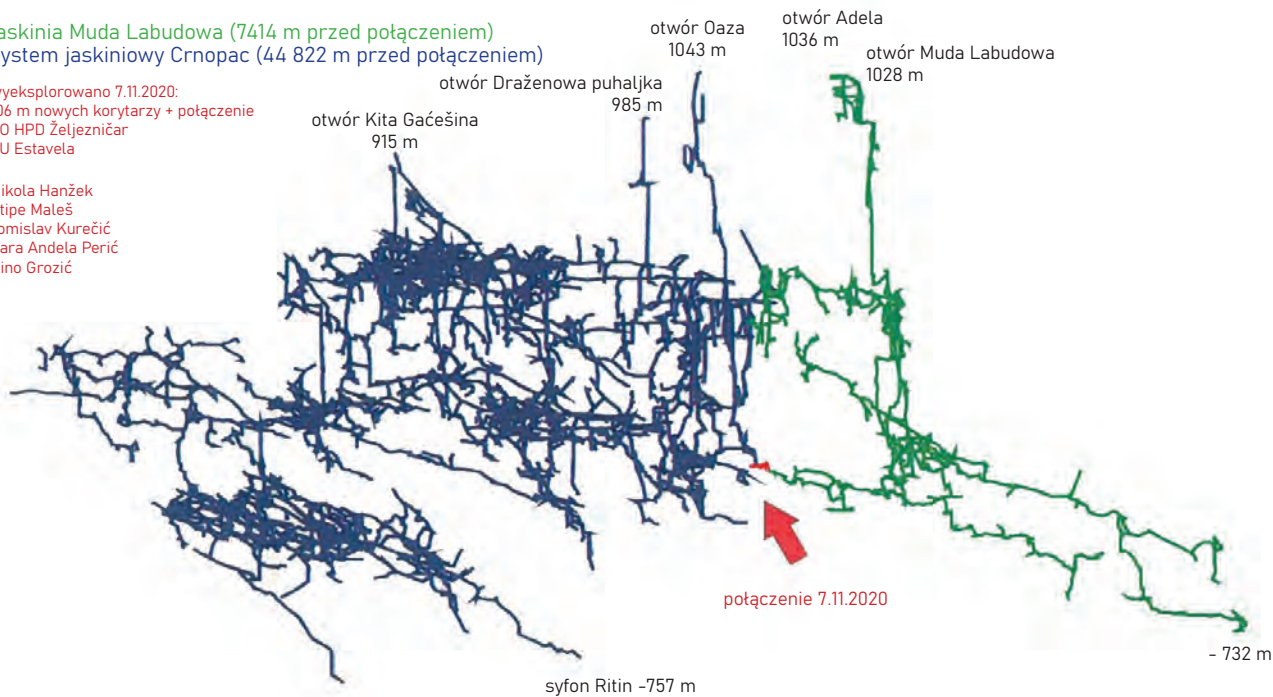 askinia Muda Labudowa (7414 m przed połączeniem)
ystem jaskiniowy Crnopac (44 822 m przed połączeniem)
yeksplorowano 7.11.2020:
06 m nowych korytarzy + połączenie
O HPD Željezničar
U Estavela
ikola Hanžek
tipe Maleš
omislav Kurečić
ara Andela Perić
ino Grozić
otwór Kita Gaćešina
915 m
otwór Draženowa puhaljka
985 m
otwór Oaza
1043 m
otwór Adela
1036 m
otwór Muda Labudowa
1028 m
połączenie 7.11.2020
- 732 m
syfon Ritin -757 m